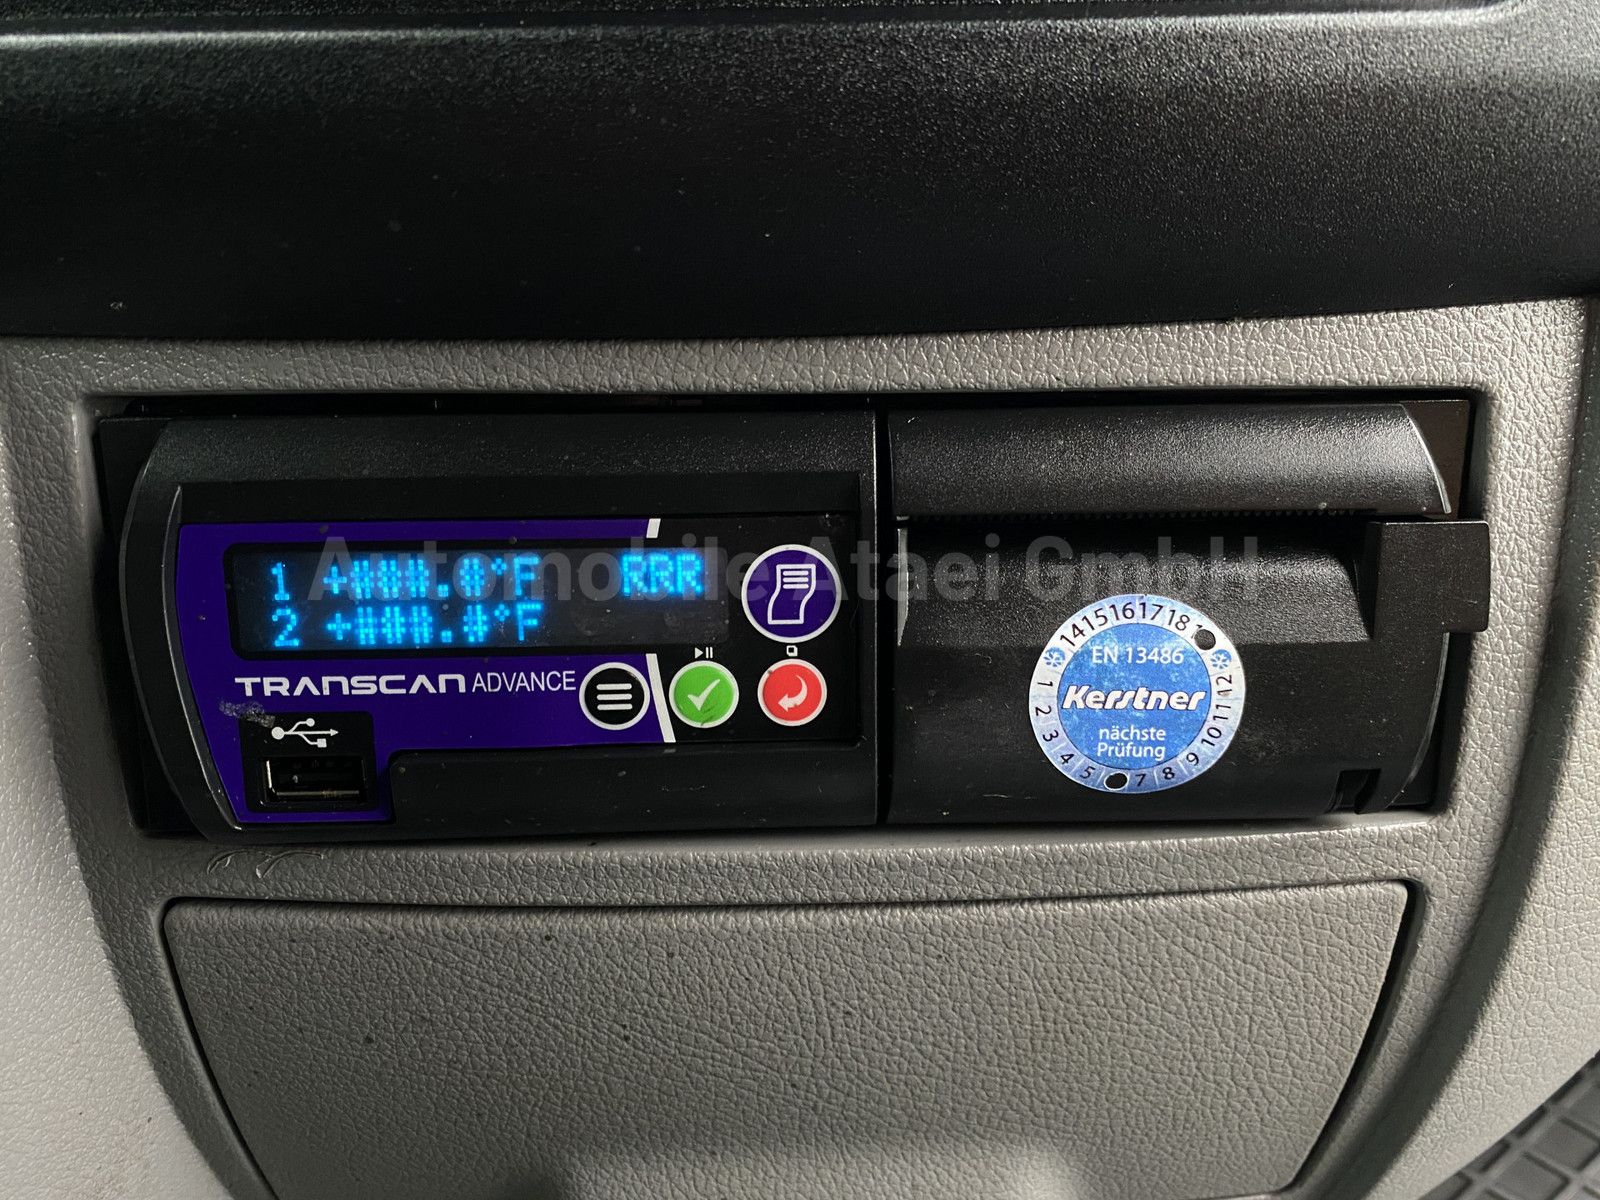 Automobile Ataei GmbH
1 +###.#°F RRR
2 +###.#°F
TRANSCAN ADVANCE
14 15 16 17 18
EN 13486
Kerstner
nächste
Prüfung
1 2 3 4 5 7 8 9 10 11 12